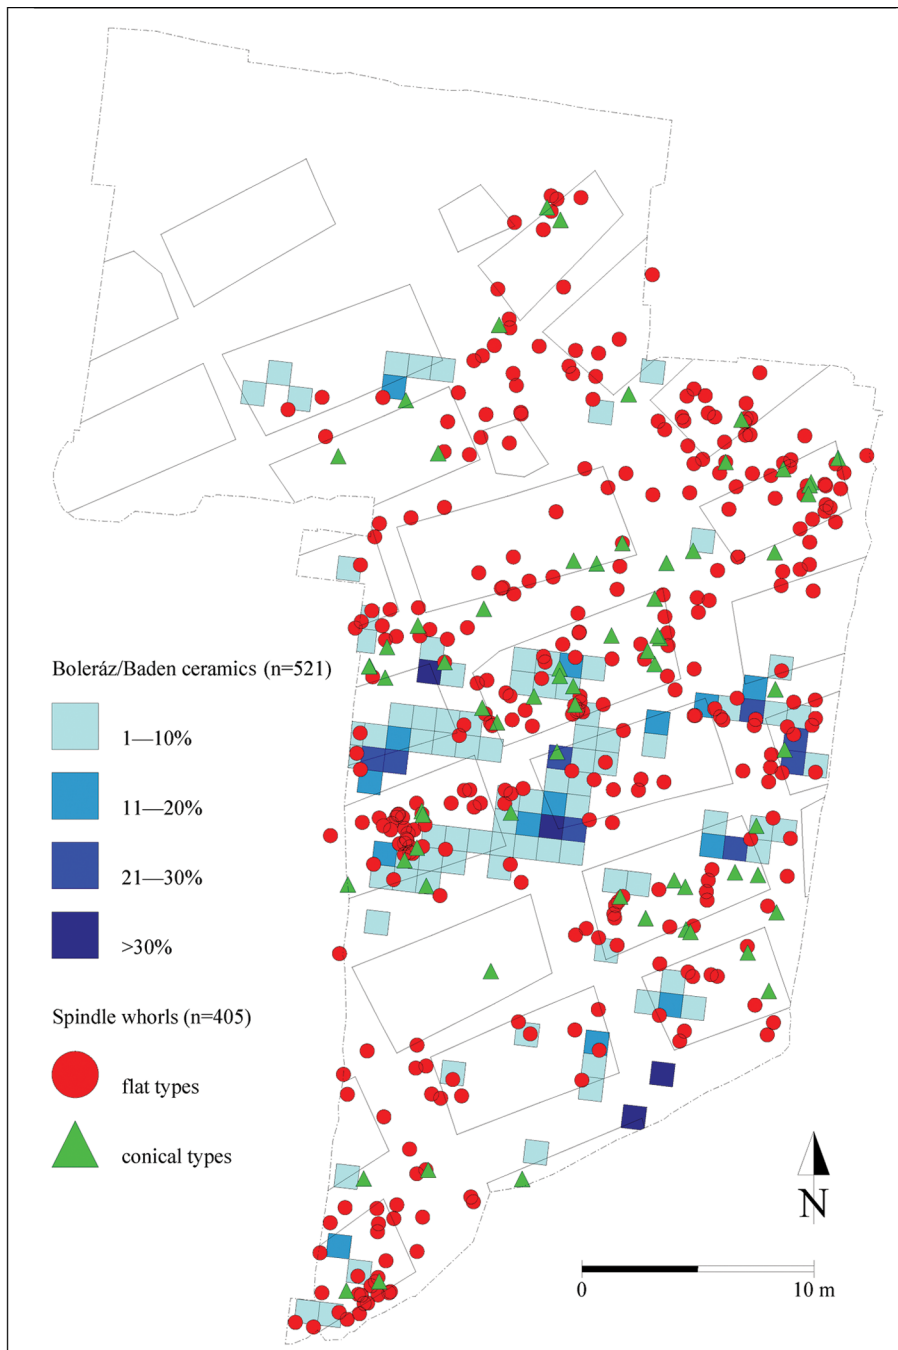 Boleráz/Baden ceramics (n=521)
1—10%
11—20%
21—30%
>30%
Spindle whorls (n=405)
flat types
conical types
N
0 10 m